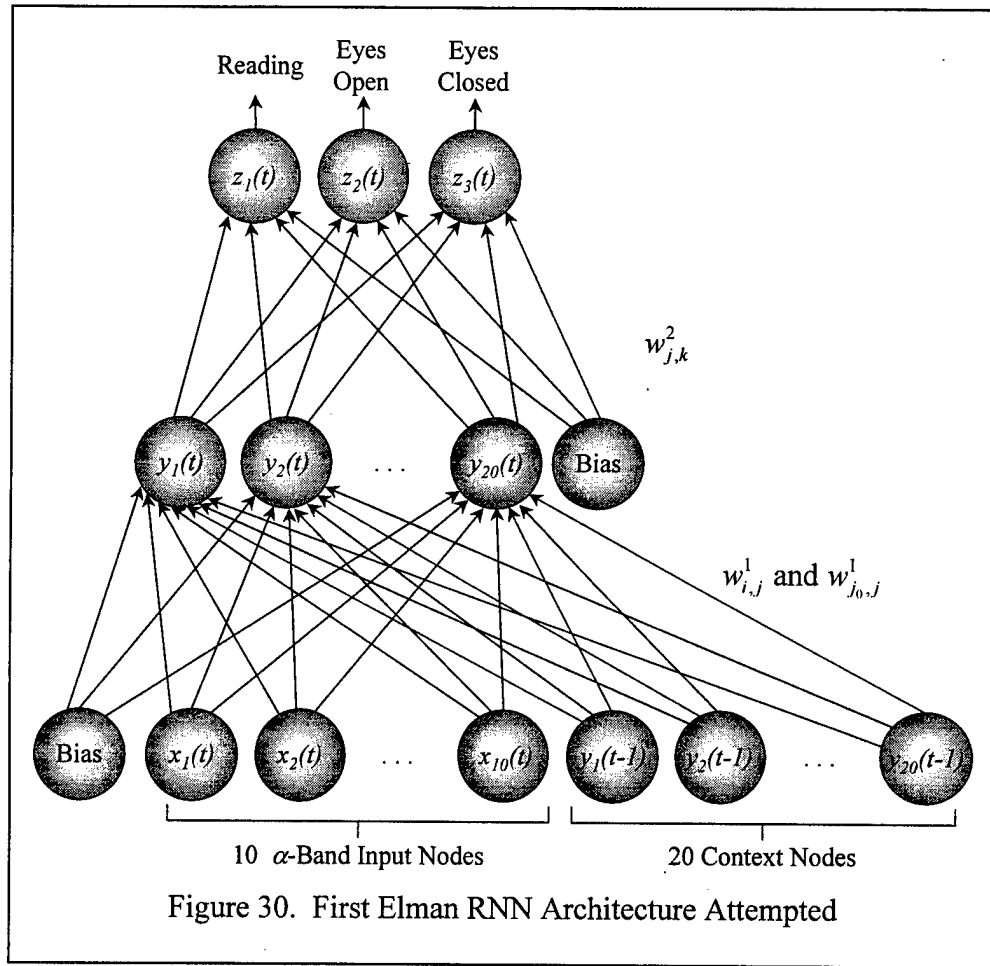 Reading Eyes Open Eyes Closed
z₁(t) z₂(t) z₃(t)
w²j,k
y₁(t) y₂(t) . . . y₂₀(t) Bias
w¹i,j and w¹j₀,j
Bias x₁(t) x₂(t) . . . x₁₀(t) y₁(t-1) y₂(t-1) . . . y₂₀(t-1)
10 α-Band Input Nodes 20 Context Nodes
Figure 30. First Elman RNN Architecture Attempted